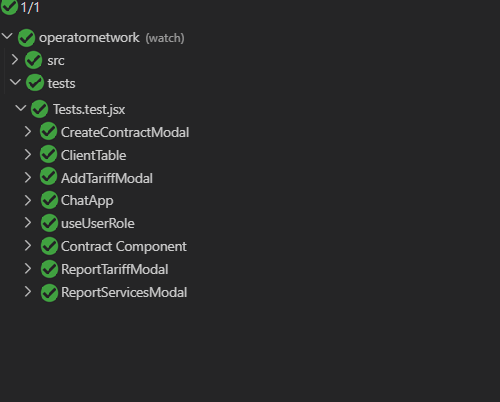 1/1
operatornetwork (watch)
src
tests
Tests.test.jsx
CreateContractModal
ClientTable
AddTariffModal
ChatApp
useUserRole
Contract Component
ReportTariffModal
ReportServicesModal